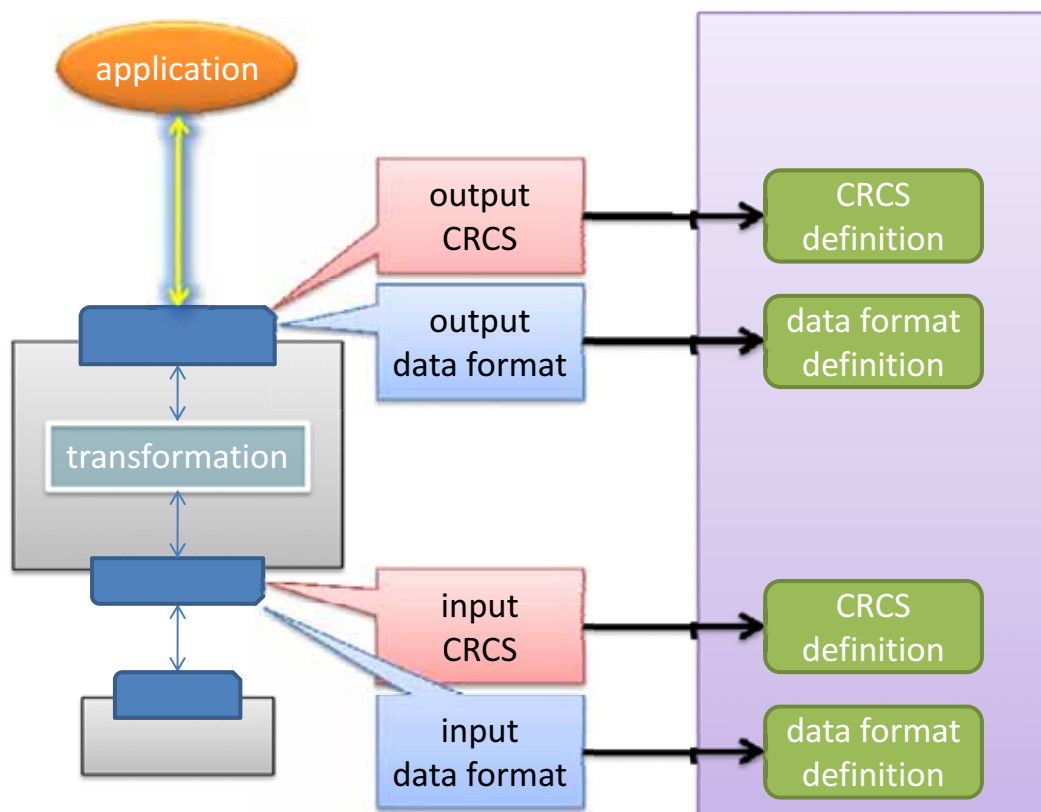 application
output
CRCS
CRCS
definition
output
data format
data format
definition
transformation
input
CRCS
CRCS
definition
input
data format
data format
definition